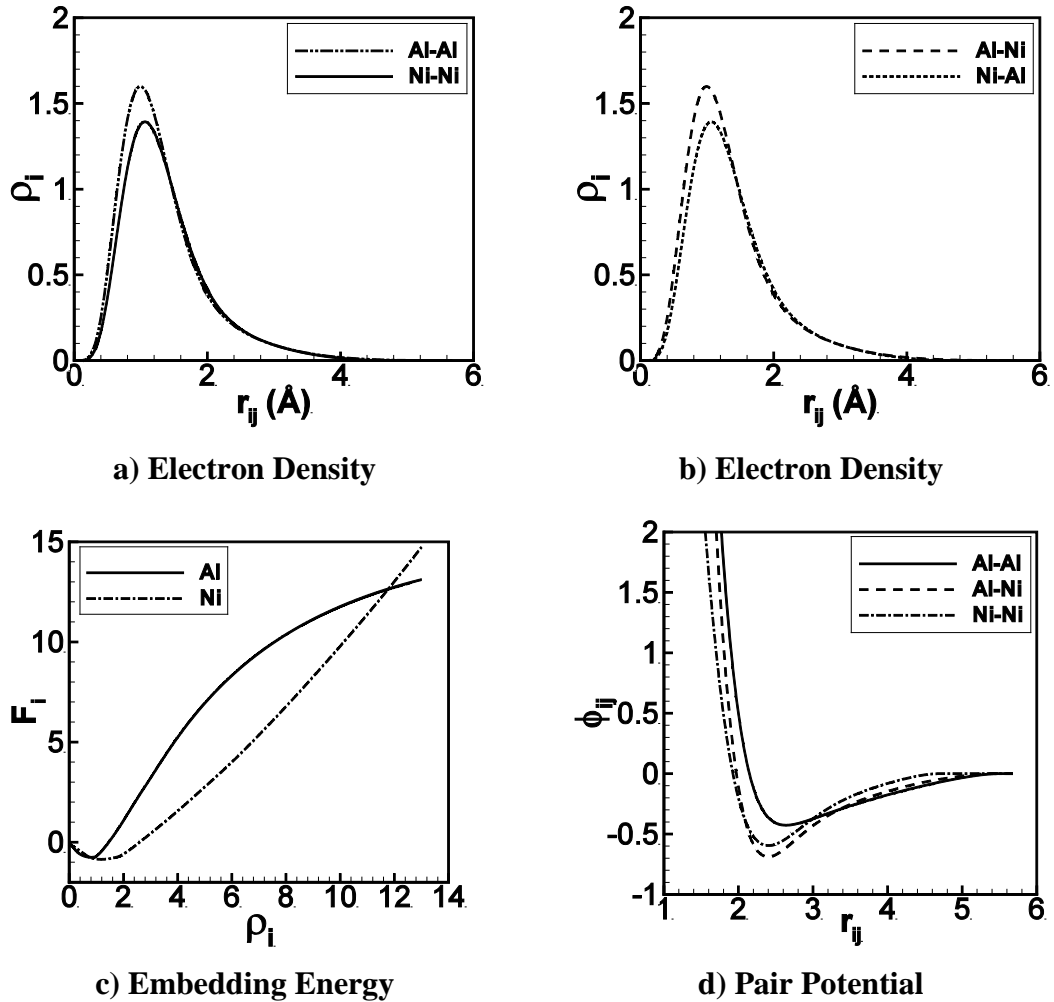 2
1.5
1
0.5
0
0 2 4 6
ρi
rij (Å)
Al-Al
Ni-Ni
a) Electron Density
2
1.5
1
0.5
0
0 2 4 6
ρi
rij (Å)
Al-Ni
Ni-Al
b) Electron Density
15
10
5
0
0 2 4 6 8 10 12 14
Fi
ρi
Al
Ni
c) Embedding Energy
2
1.5
1
0.5
0
-0.5
-1
1 2 3 4 5 6
ϕij
rij
Al-Al
Al-Ni
Ni-Ni
d) Pair Potential